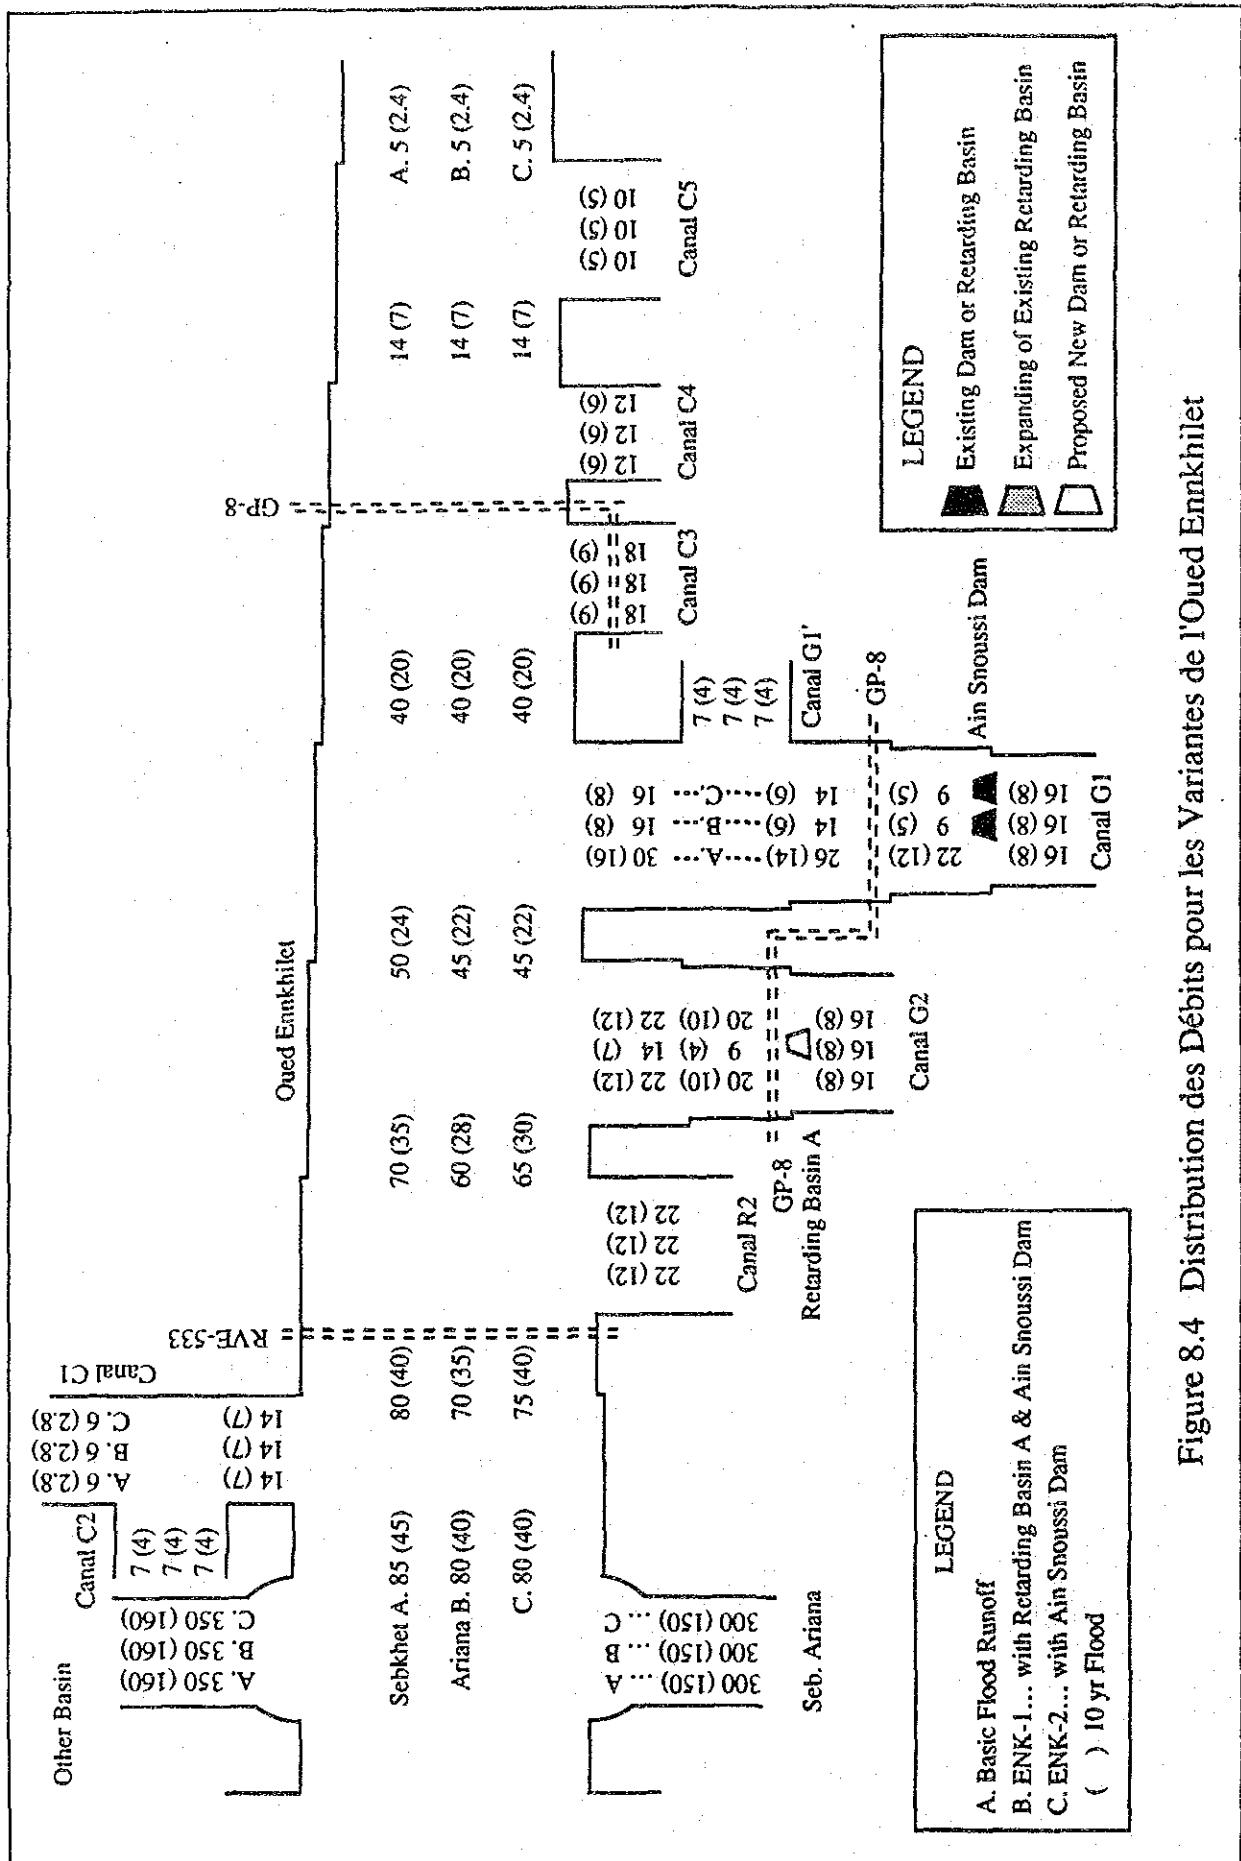 Other Basin
A. 350 (160)
B. 350 (160)
C. 350 (160)
Canal C2
7 (4)
7 (4)
7 (4)
A. 6 (2.8)
B. 6 (2.8)
C. 6 (2.8)
14 (7)
14 (7)
14 (7)
Canal C1
RVE-533
Oued Ennkhilet
GP-8
Sebkhet A. 85 (45)
80 (40)
70 (35)
50 (24)
40 (20)
14 (7)
A. 5 (2.4)
Ariana B. 80 (40)
70 (35)
60 (28)
45 (22)
40 (20)
14 (7)
B. 5 (2.4)
C. 80 (40)
75 (40)
65 (30)
45 (22)
40 (20)
14 (7)
C. 5 (2.4)
300 (150) ... A
300 (150) ... B
300 (150) ... C
Seb. Ariana
22 (12)
22 (12)
22 (12)
Canal R2
GP-8
Retarding Basin A
22 (12)
14 (7)
22 (12)
20 (10)
9 (4)
20 (10)
16 (8)
16 (8)
16 (8)
Canal G2
30 (16)
16 (8)
16 (8)
...A...
...B...
...C...
26 (14)
14 (6)
14 (6)
22 (12)
9 (5)
9 (5)
16 (8)
16 (8)
16 (8)
Canal G1
7 (4)
7 (4)
7 (4)
Canal G1'
GP-8
Ain Snoussi Dam
18 (9)
18 (9)
18 (9)
Canal C3
12 (6)
12 (6)
12 (6)
Canal C4
10 (5)
10 (5)
10 (5)
Canal C5
LEGEND
A. Basic Flood Runoff
B. ENK-1... with Retarding Basin A & Ain Snoussi Dam
C. ENK-2... with Ain Snoussi Dam
( ) 10 yr Flood
LEGEND
Existing Dam or Retarding Basin
Expanding of Existing Retarding Basin
Proposed New Dam or Retarding Basin
Figure 8.4 Distribution des Débits pour les Variantes de l'Oued Ennkhilet